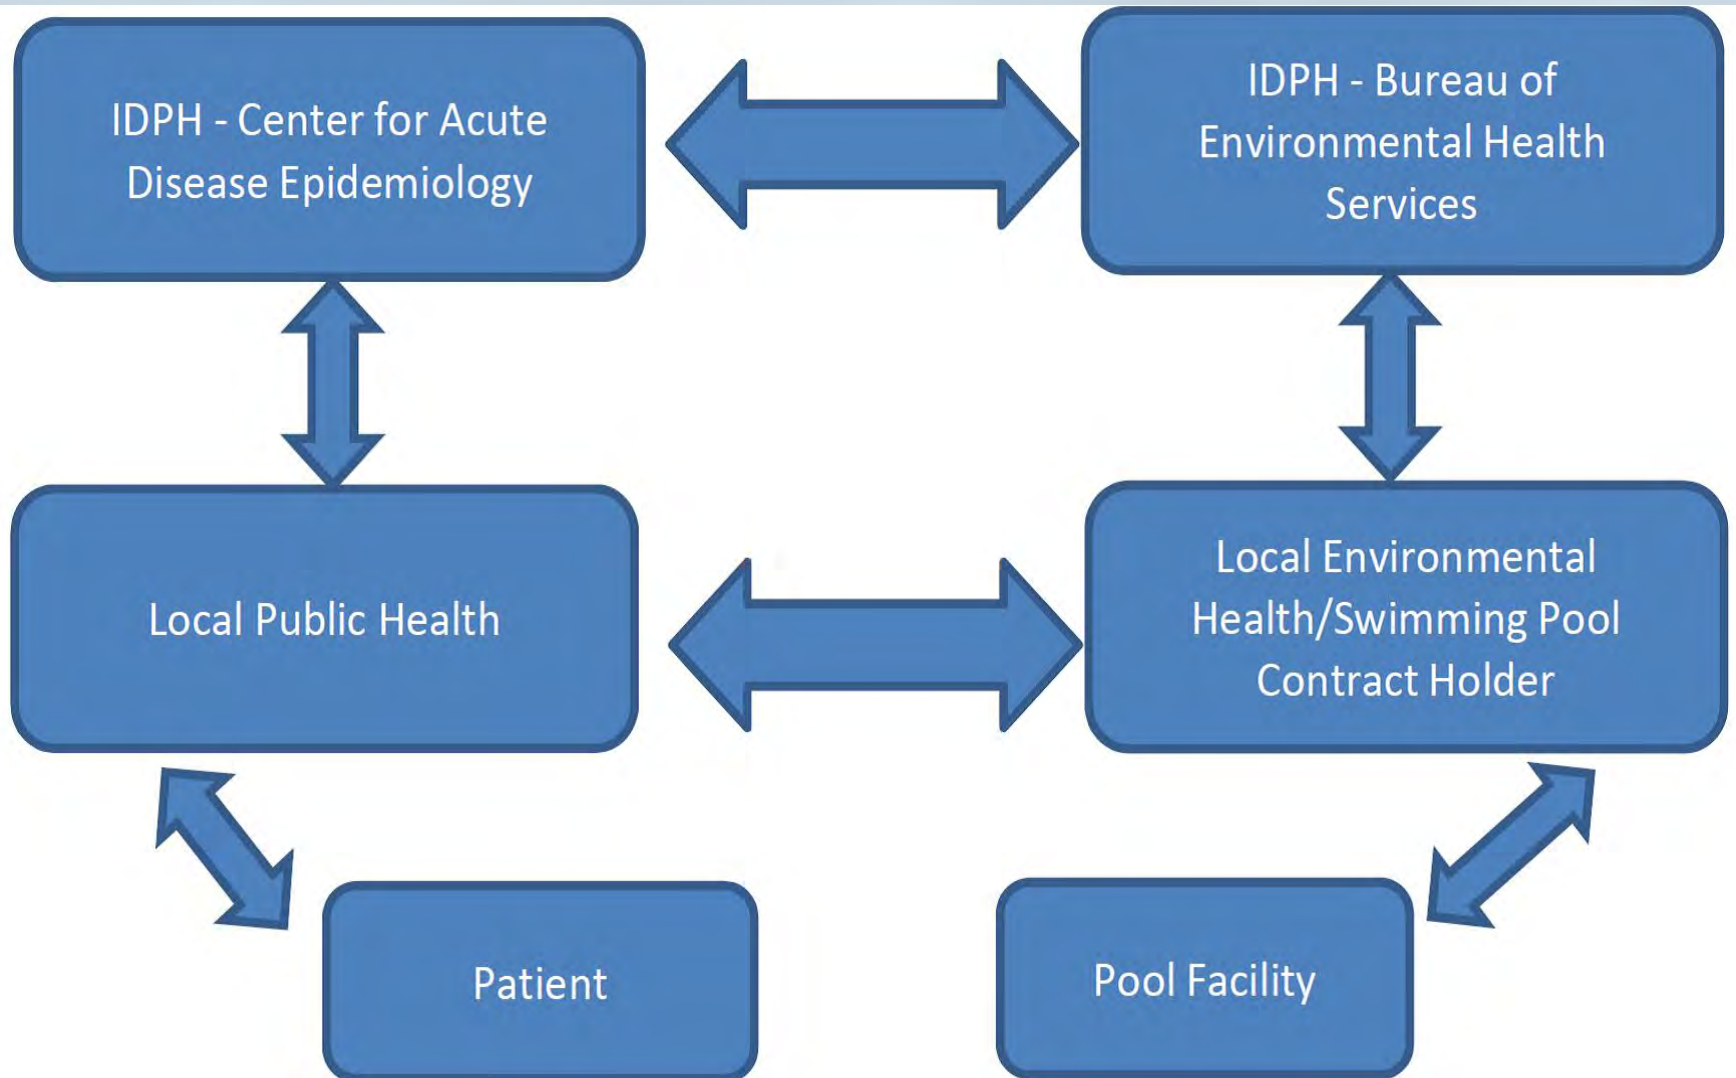 IDPH - Center for Acute
Disease Epidemiology
IDPH - Bureau of
Environmental Health
Services
Local Public Health
Local Environmental
Health/Swimming Pool
Contract Holder
Patient
Pool Facility